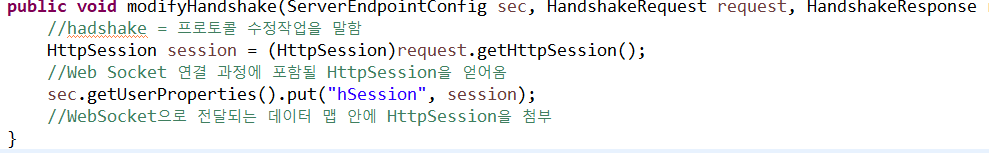 public void modifyHandshake(ServerEndpointConfig sec, HandshakeRequest request, HandshakeResponse
//hadshake = 프로토콜 수정작업을 말함
HttpSession session = (HttpSession)request.getHttpSession();
//Web Socket 연결 과정에 포함될 HttpSession을 얻어옴
sec.getUserProperties().put("hSession", session);
//WebSocket으로 전달되는 데이터 맵 안에 HttpSession을 첨부
}